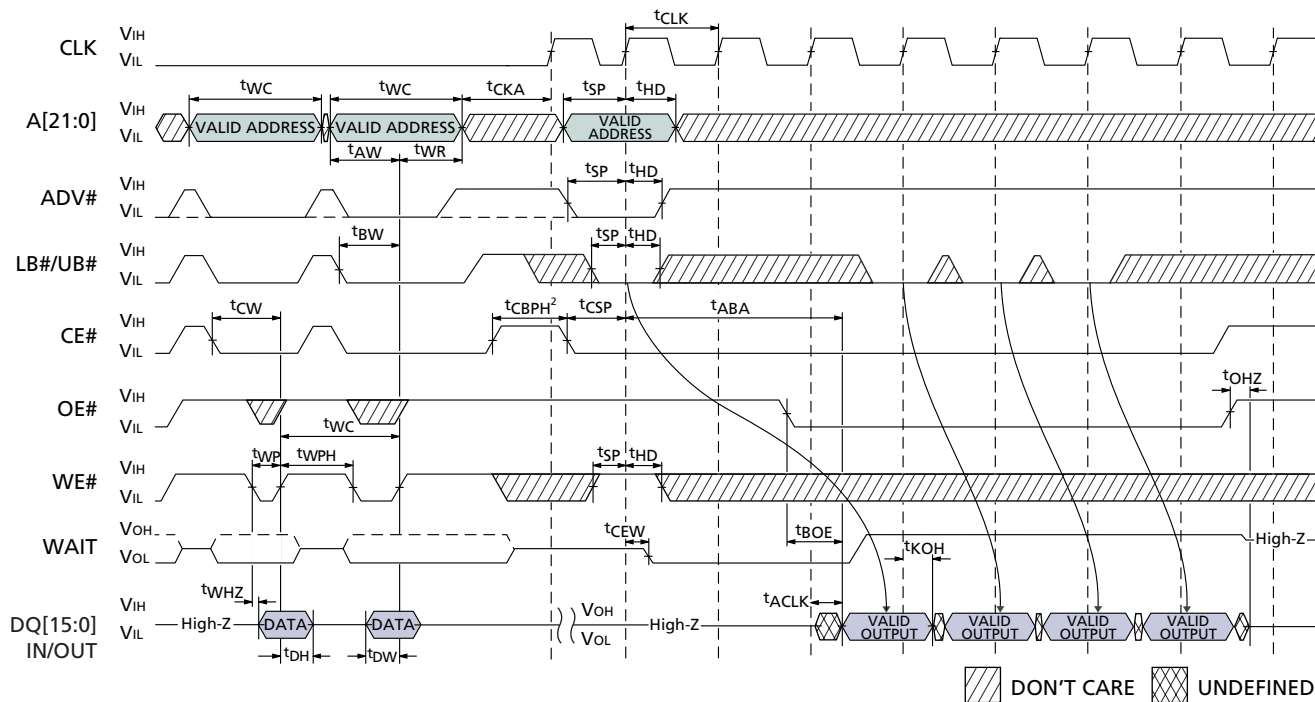 tCLK
CLK VIH
VIL
tWC tWC tCKA tSP tHD
A[21:0] VIH
VIL
VALID ADDRESS VALID ADDRESS VALID
ADDRESS
tAW tWR
ADV# VIH
VIL
tSP tHD
tBW tSP tHD
LB#/UB# VIH
VIL
tCW tCBPH2 tCSP tABA
CE# VIH
VIL
tOHZ
OE# VIH
VIL
tWC
tWP tWPH tSP tHD
WE# VIH
VIL
tCEW tBOE tKOH
WAIT VOH
VOL
High-Z
tWHZ tACLK
DQ[15:0]
IN/OUT
VIH
VIL
High-Z DATA DATA VOH
VOL
High-Z VALID
OUTPUT
VALID
OUTPUT
VALID
OUTPUT
VALID
OUTPUT
tDH tDW
DON'T CARE UNDEFINED